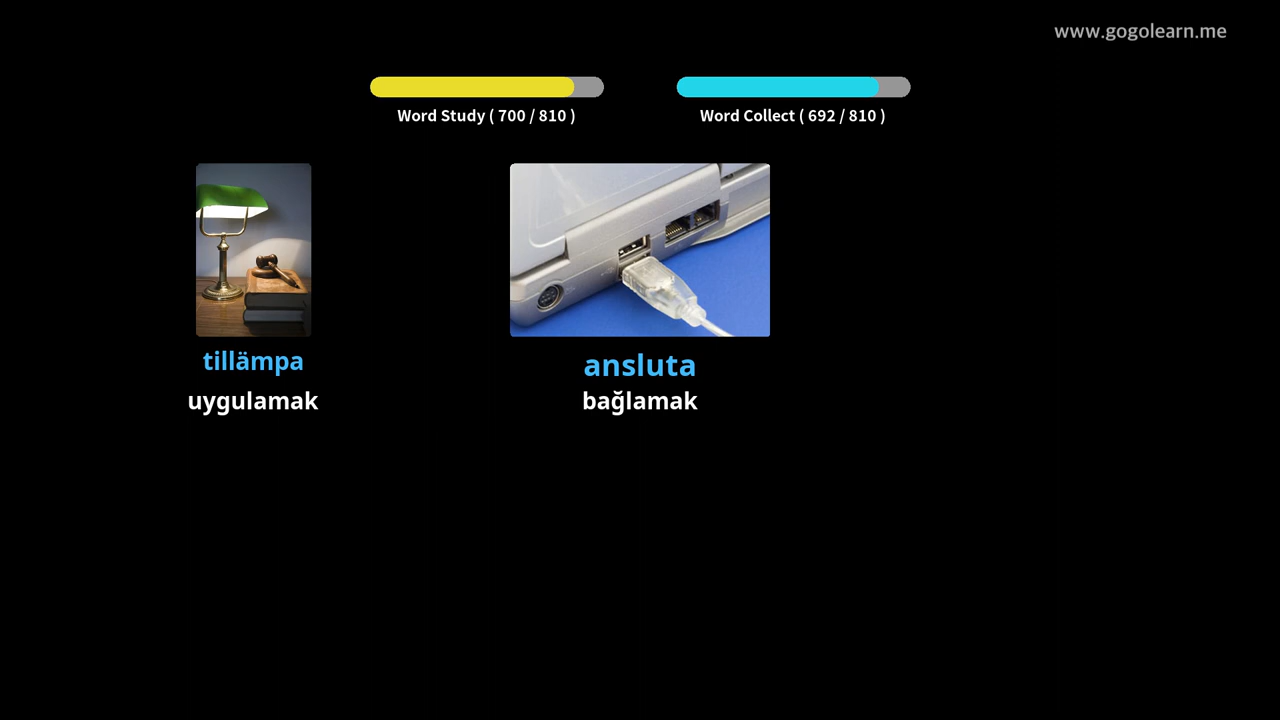 www.gogolearn.me
Word Study ( 700 / 810 )
Word Collect ( 692 / 810 )
tillämpa
uygulamak
ansluta
bağlamak